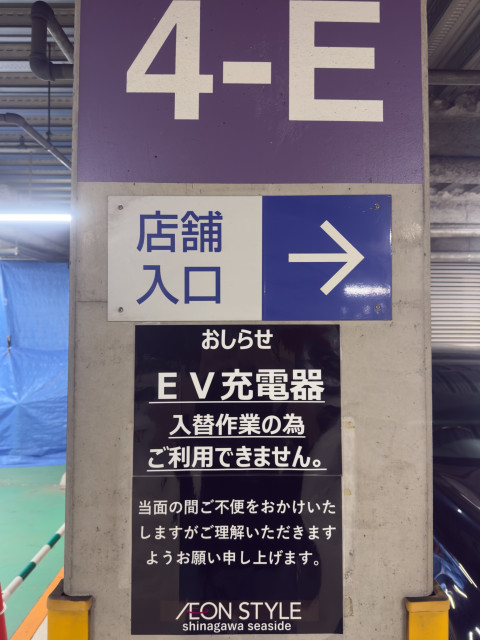 4-E
店舗
入口
→
おしらせ
ＥＶ充電器
入替作業の為
ご利用できません。
当面の間ご不便をおかけいた
しますがご理解いただきます
ようお願い申し上げます。
ÆON STYLE
shinagawa seaside